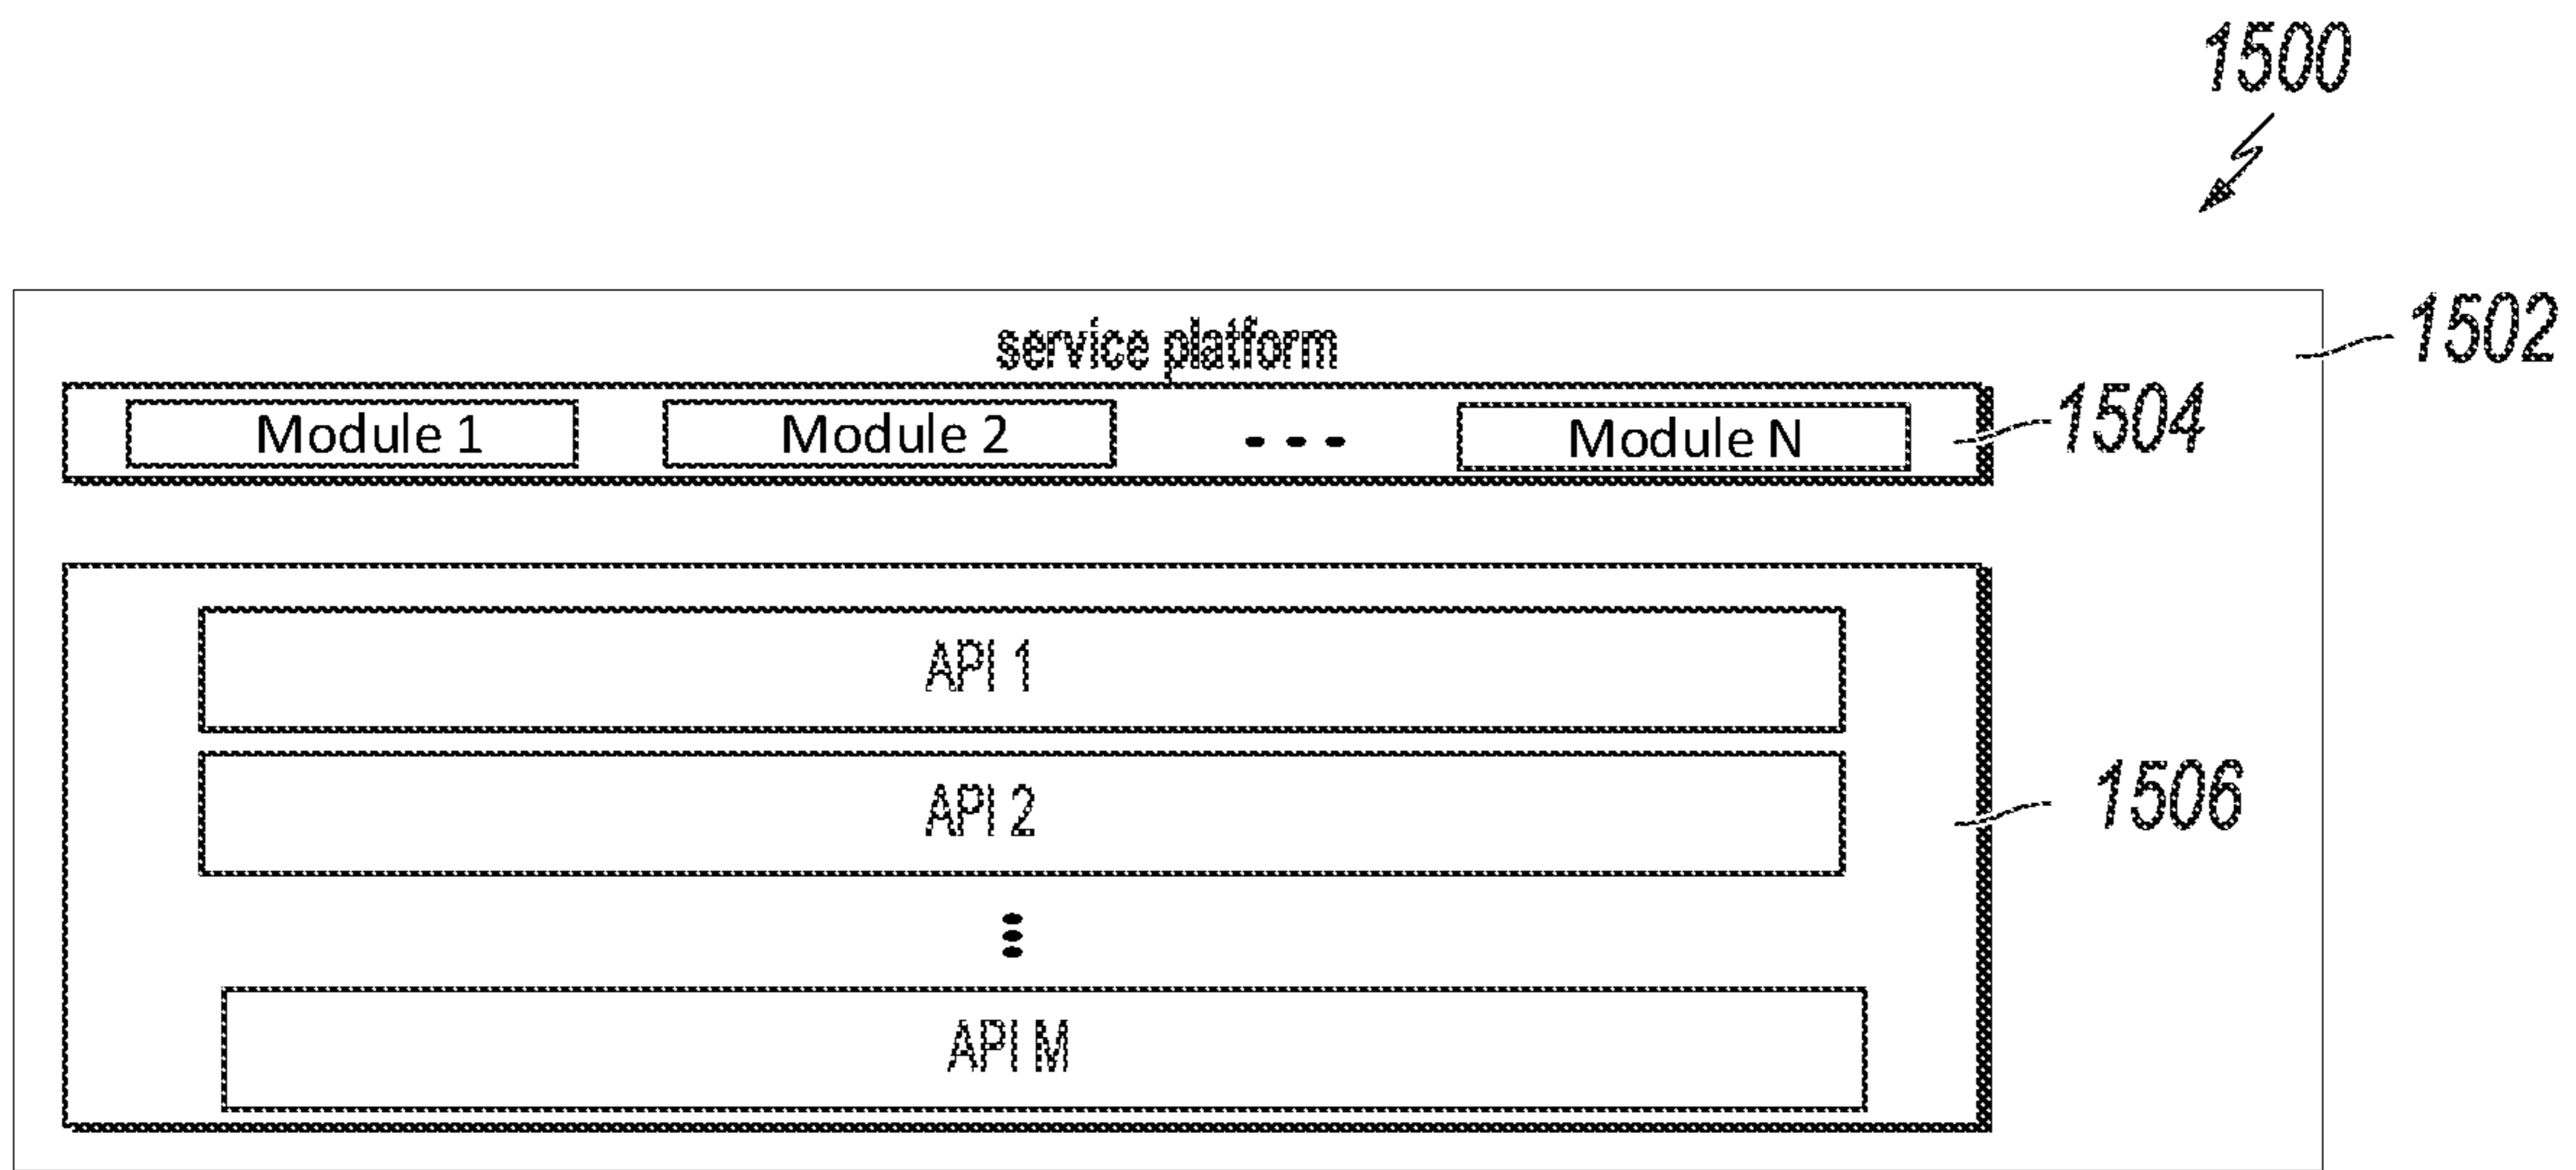 1500
service platform
1502
Module 1 Module 2 Module N
1504
API 1
API 2
1506
API M